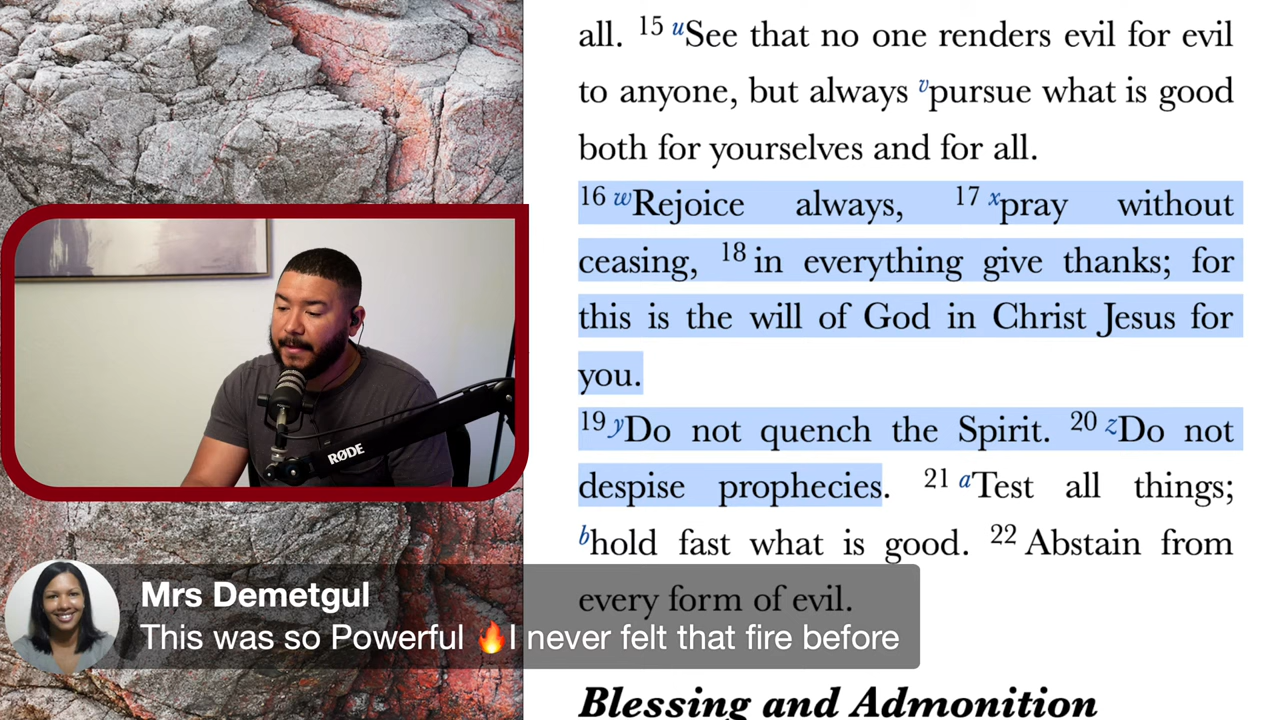 all. 15 uSee that no one renders evil for evil
to anyone, but always vpursue what is good
both for yourselves and for all.
16 wRejoice always, 17 xpray without
ceasing, 18 in everything give thanks; for
this is the will of God in Christ Jesus for
you.
19 yDo not quench the Spirit. 20 zDo not
despise prophecies. 21 aTest all things;
bhold fast what is good. 22 Abstain from
every form of evil.
Blessing and Admonition
RØDE
Mrs Demetgul
This was so Powerful 🔥I never felt that fire before